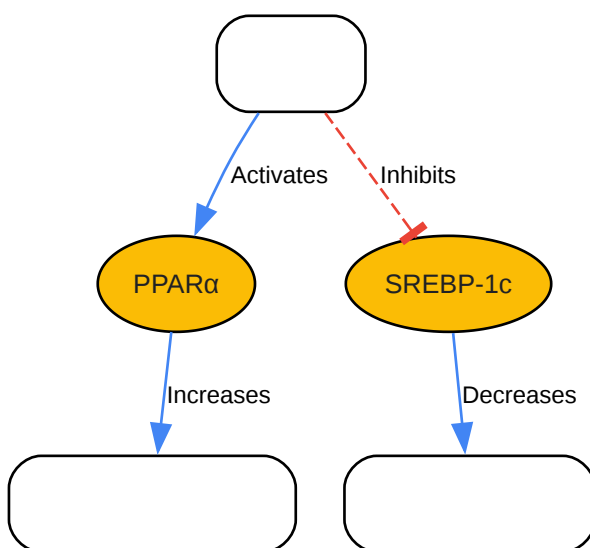 Activates
Inhibits
PPARα
SREBP-1c
Increases
Decreases